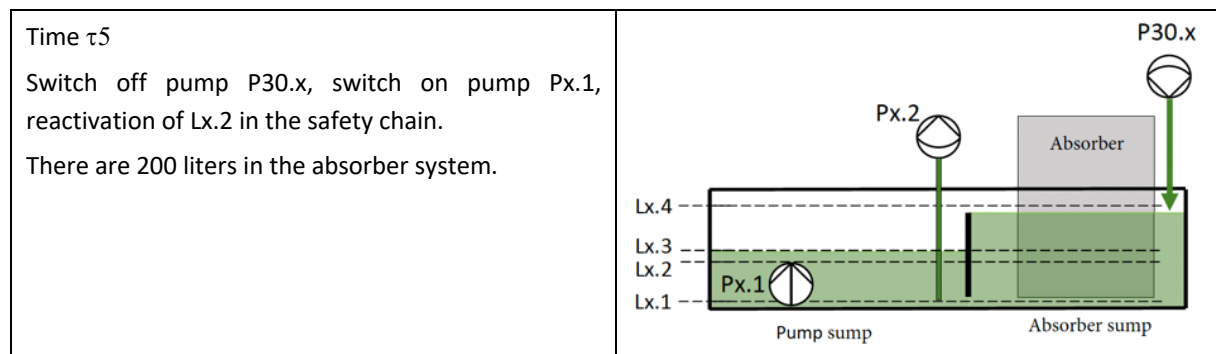 Time τ5
Switch off pump P30.x, switch on pump Px.1,
reactivation of Lx.2 in the safety chain.
There are 200 liters in the absorber system.
P30.x
Px.2
Absorber
Lx.4
Lx.3
Lx.2
Px.1
Lx.1
Pump sump
Absorber sump